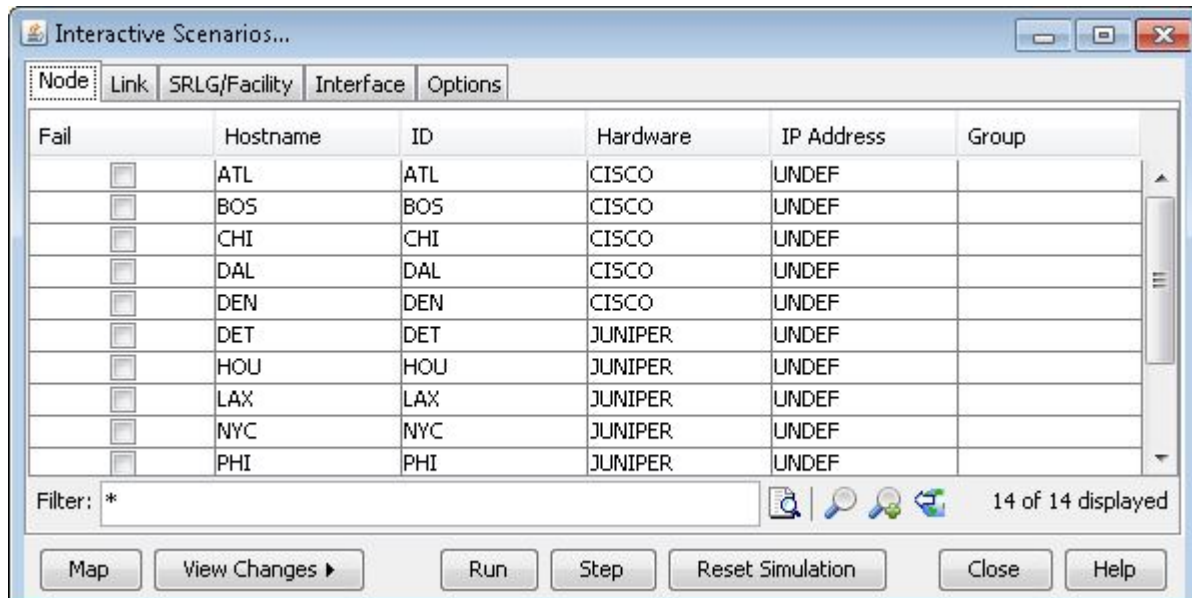 Interactive Scenarios...
Node Link SRLG/Facility Interface Options
Fail Hostname ID Hardware IP Address Group
ATL ATL CISCO UNDEF
BOS BOS CISCO UNDEF
CHI CHI CISCO UNDEF
DAL DAL CISCO UNDEF
DEN DEN CISCO UNDEF
DET DET JUNIPER UNDEF
HOU HOU JUNIPER UNDEF
LAX LAX JUNIPER UNDEF
NYC NYC JUNIPER UNDEF
PHI PHI JUNIPER UNDEF
Filter: * 14 of 14 displayed
Map View Changes Run Step Reset Simulation Close Help